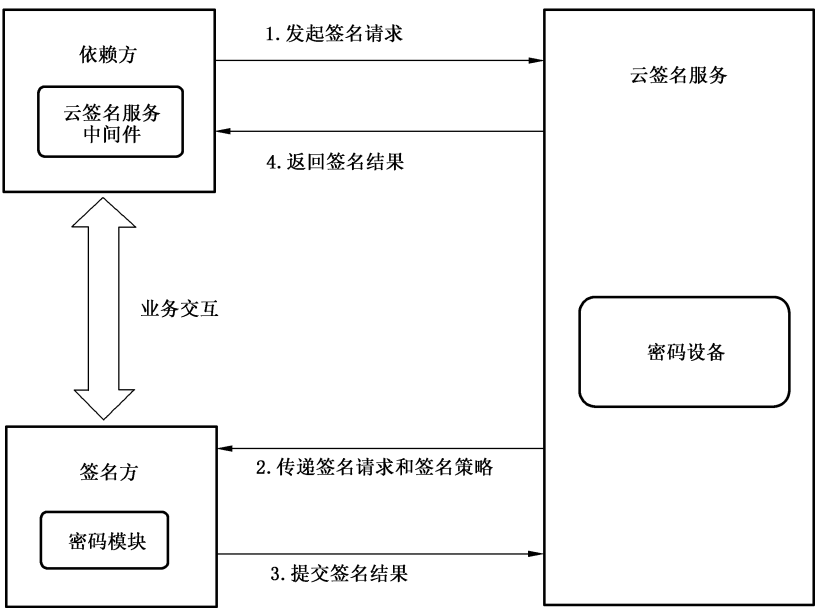 1.发起签名请求
依赖方
云签名服务
云签名服务
中间件
4.返回签名结果
业务交互
密码设备
签名方
2.传递签名请求和签名策略
密码模块
3.提交签名结果